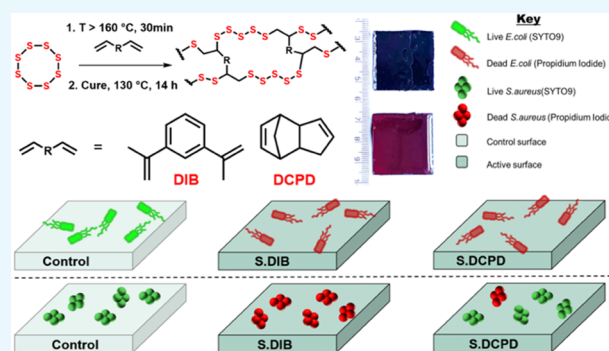 1. T > 160 °C, 30min
2. Cure, 130 °C, 14 h
S S S S S S S S
R
S S S S S S
R R
S S S S S S
R =
DIB
DCPD
Key
Live E.coli (SYTO9)
Dead E.coli (Propidium Iodide)
Live S.aureus(SYTO9)
Dead S.aureus (Propidium Iodid
Control surface
Active surface
Control
S.DIB
S.DCPD
Control
S.DIB
S.DCPD